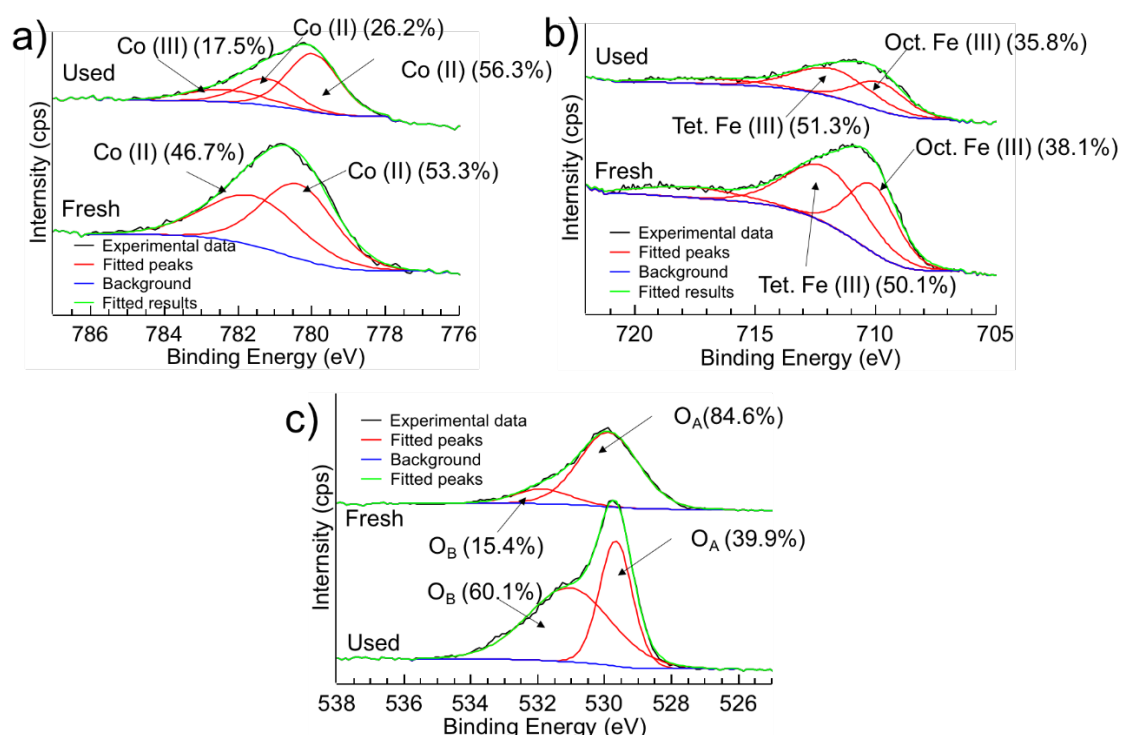 a)
Co (III) (17.5%)
Co (II) (26.2%)
Used
Co (II) (56.3%)
Co (II) (46.7%)
Co (II) (53.3%)
Fresh
Experimental data
Fitted peaks
Background
Fitted results
Internsity (cps)
786 784 782 780 778 776
Binding Energy (eV)
b)
Used
Oct. Fe (III) (35.8%)
Tet. Fe (III) (51.3%)
Oct. Fe (III) (38.1%)
Fresh
Experimental data
Fitted peaks
Background
Fitted results
Tet. Fe (III) (50.1%)
Internsity (cps)
720 715 710 705
Binding Energy (eV)
c)
Experimental data
Fitted peaks
Background
Fitted peaks
OA(84.6%)
Fresh
OB (15.4%)
OA (39.9%)
OB (60.1%)
Used
Internsity (cps)
538 536 534 532 530 528 526
Binding Energy (eV)